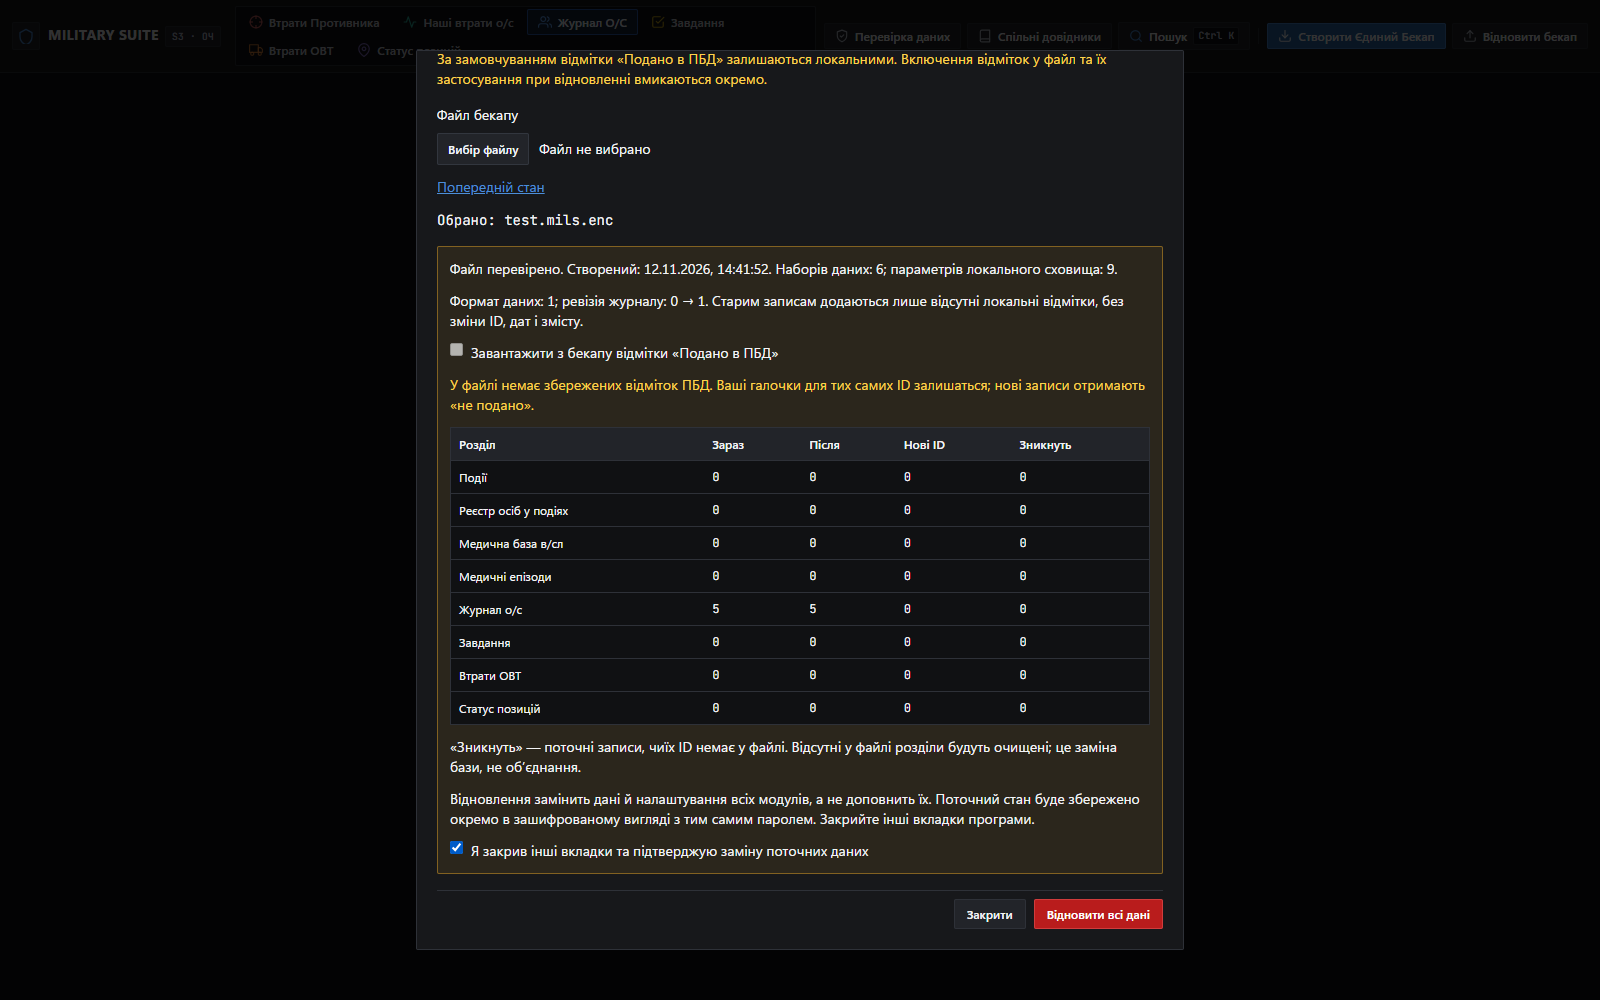 MILITARY SUITE S3 · 04
Втрати Противника
Наші втрати о/с
Журнал О/С
Завдання
Втрати ОВТ
Статус позицій
Перевірка даних
Спільні довідники
Пошук Ctrl K
Створити Єдиний Бекап
Відновити бекап
За замовчуванням відмітки «Подано в ПБД» залишаються локальними. Включення відміток у файл та їх
застосування при відновленні вмикаються окремо.
Файл бекапу
Вибір файлу Файл не вибрано
Попередній стан
Обрано: test.mils.enc
Файл перевірено. Створений: 12.11.2026, 14:41:52. Наборів даних: 6; параметрів локального сховища: 9.
Формат даних: 1; ревізія журналу: 0 → 1. Старим записам додаються лише відсутні локальні відмітки, без
зміни ID, дат і змісту.
Завантажити з бекапу відмітки «Подано в ПБД»
У файлі немає збережених відміток ПБД. Ваші галочки для тих самих ID залишаться; нові записи отримають
«не подано».
Розділ Зараз Після Нові ID Зникнуть
Події 0 0 0 0
Реєстр осіб у подіях 0 0 0 0
Медична база в/сл 0 0 0 0
Медичні епізоди 0 0 0 0
Журнал о/с 5 5 0 0
Завдання 0 0 0 0
Втрати ОВТ 0 0 0 0
Статус позицій 0 0 0 0
«Зникнуть» — поточні записи, чиїх ID немає у файлі. Відсутні у файлі розділи будуть очищені; це заміна
бази, не об’єднання.
Відновлення замінить дані й налаштування всіх модулів, а не доповнить їх. Поточний стан буде збережено
окремо в зашифрованому вигляді з тим самим паролем. Закрийте інші вкладки програми.
Я закрив інші вкладки та підтверджую заміну поточних даних
Закрити
Відновити всі дані